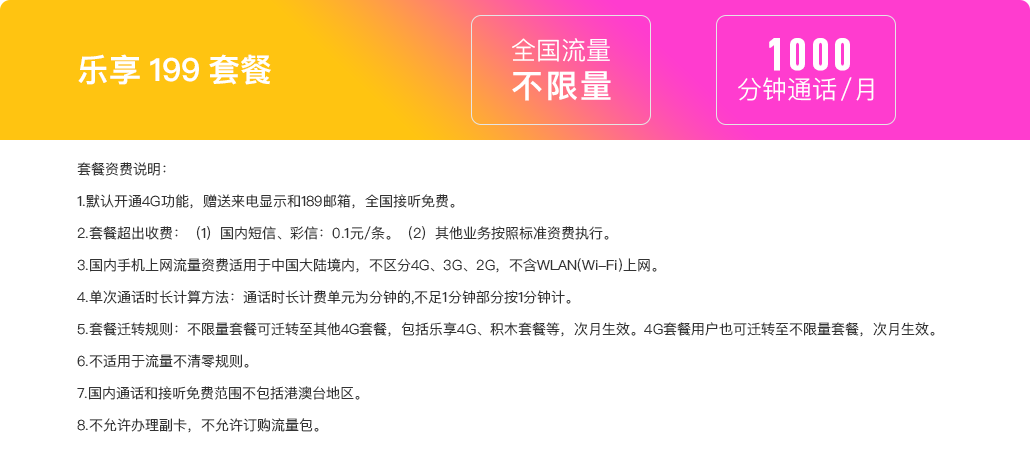 乐享 199 套餐
全国流量
不限量
1000
分钟通话/月
套餐资费说明：
1.默认开通4G功能，赠送来电显示和189邮箱，全国接听免费。
2.套餐超出收费：（1）国内短信、彩信：0.1元/条。（2）其他业务按照标准资费执行。
3.国内手机上网流量资费适用于中国大陆境内，不区分4G、3G、2G，不含WLAN(Wi-Fi)上网。
4.单次通话时长计算方法：通话时长计费单元为分钟的,不足1分钟部分按1分钟计。
5.套餐迁转规则：不限量套餐可迁转至其他4G套餐，包括乐享4G、积木套餐等，次月生效。4G套餐用户也可迁转至不限量套餐，次月生效。
6.不适用于流量不清零规则。
7.国内通话和接听免费范围不包括港澳台地区。
8.不允许办理副卡，不允许订购流量包。